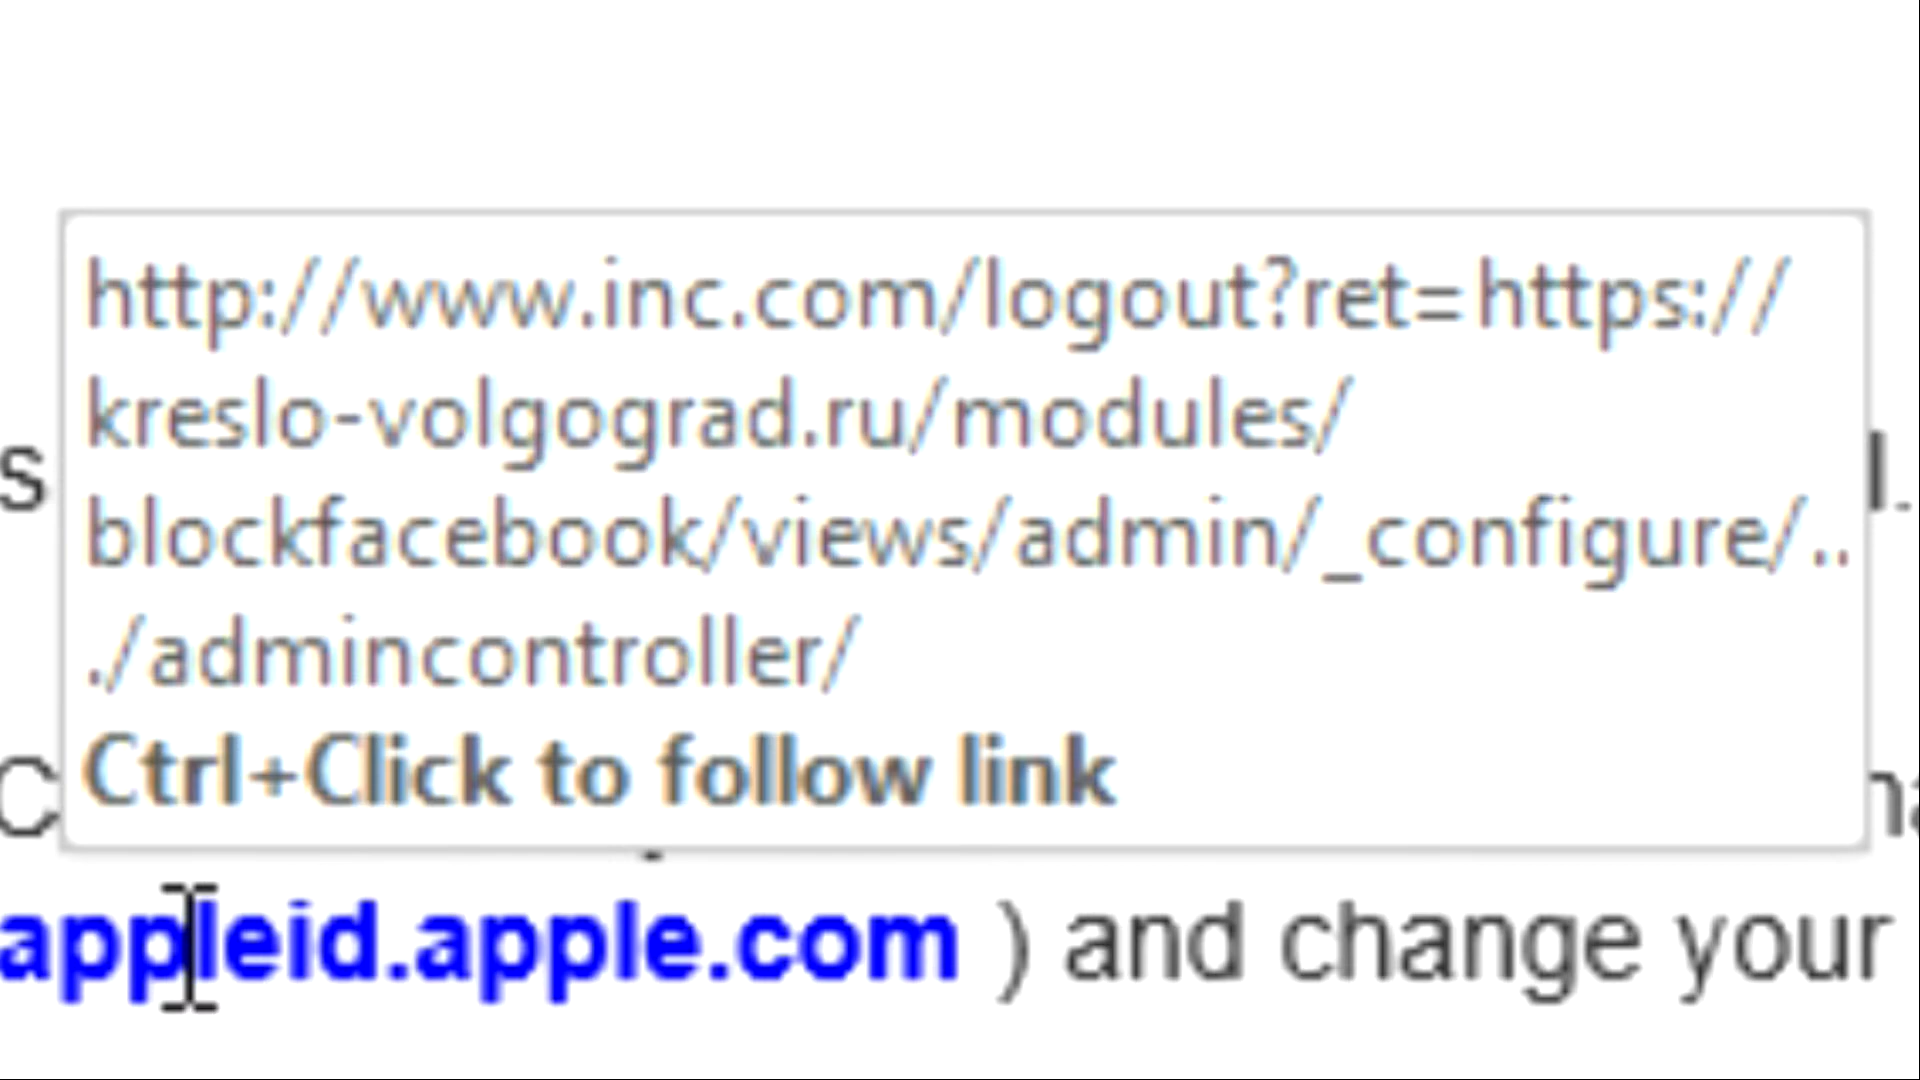 http://www.inc.com/logout?ret=https://
kreslo-volgograd.ru/modules/
blockfacebook/views/admin/_configure/..
./admincontroller/
Ctrl+Click to follow link
appleid.apple.com ) and change your